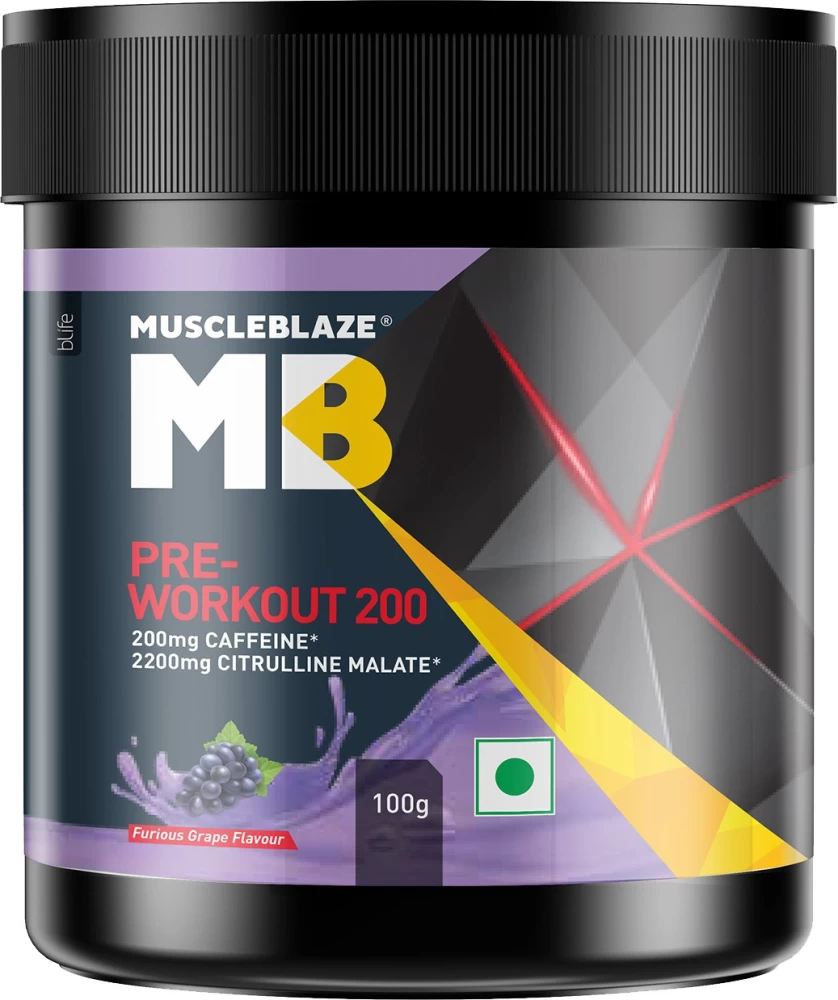 bLife
MUSCLEBLAZE®
MB
PRE-
WORKOUT 200
200mg CAFFEINE*
2200mg CITRULLINE MALATE*
Furious Grape Flavour
100g